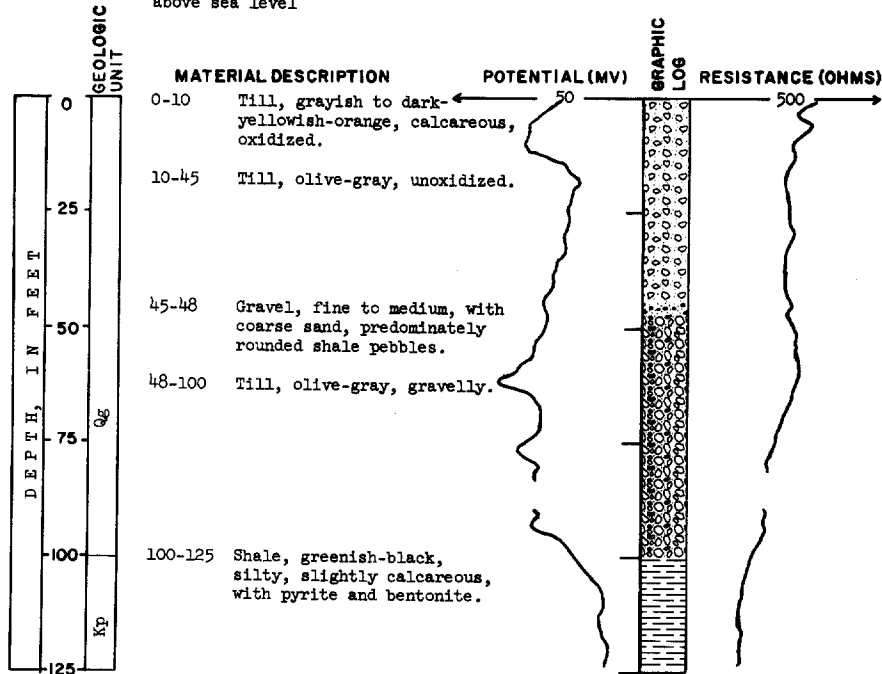 above sea level
GEOLOGIC
UNIT
MATERIAL DESCRIPTION
POTENTIAL (MV)
GRAPHIC
LOG
RESISTANCE (OHMS)
0
0-10 Till, grayish to dark-
yellowish-orange, calcareous,
oxidized.
50
500
10-45 Till, olive-gray, unoxidized.
25
DEPTH, IN FEET
45-48 Gravel, fine to medium, with
coarse sand, predominately
rounded shale pebbles.
50
48-100 Till, olive-gray, gravelly.
Qg
75
100
100-125 Shale, greenish-black,
silty, slightly calcareous,
with pyrite and bentonite.
Kp
125